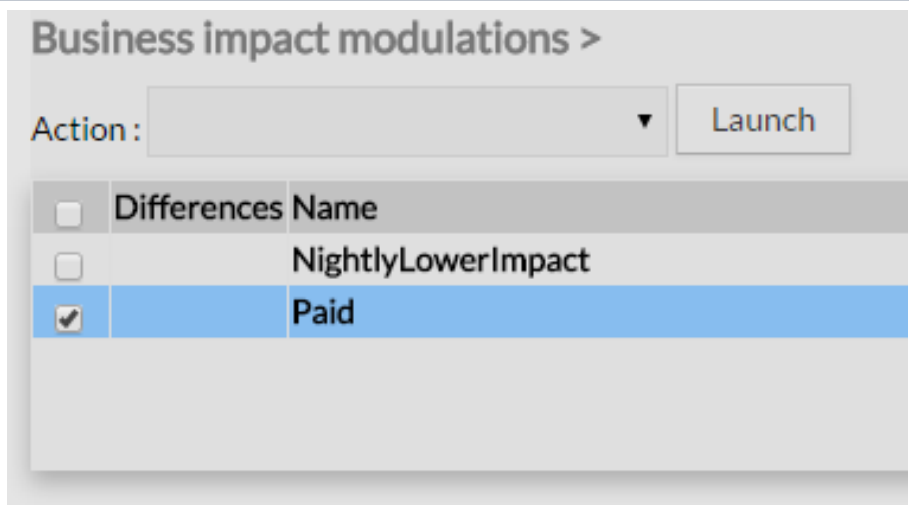 Business impact modulations >
Action :
Launch
Differences Name
NightlyLowerImpact
Paid